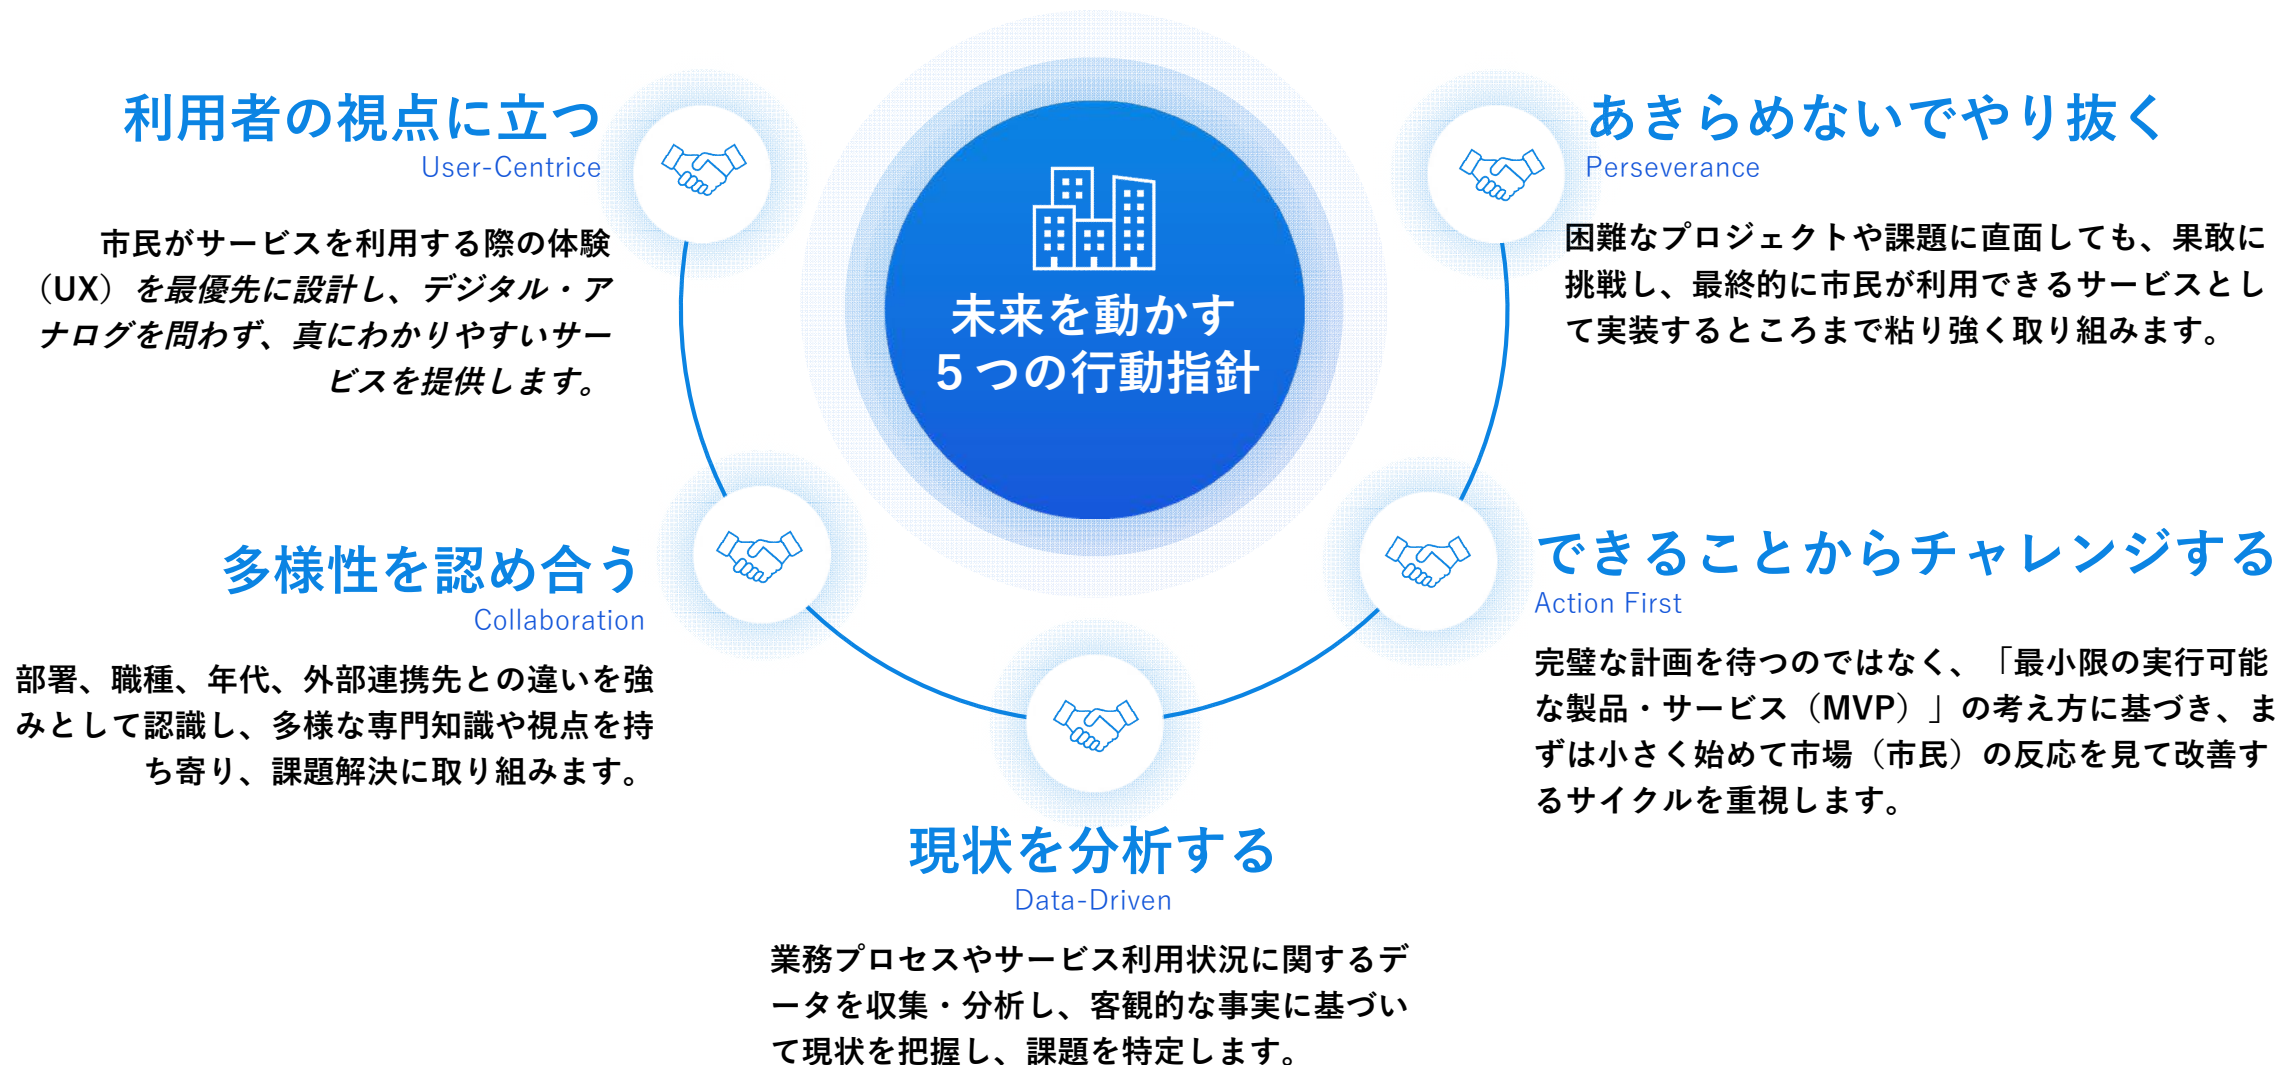 未来を動かす
5つの行動指針
利用者の視点に立つ
User-Centrice
市民がサービスを利用する際の体験
（UX）を最優先に設計し、デジタル・ア
ナログを問わず、真にわかりやすいサー
ビスを提供します。
多様性を認め合う
Collaboration
部署、職種、年代、外部連携先との違いを強
みとして認識し、多様な専門知識や視点を持
ち寄り、課題解決に取り組みます。
現状を分析する
Data-Driven
業務プロセスやサービス利用状況に関するデ
ータを収集・分析し、客観的な事実に基づい
て現状を把握し、課題を特定します。
できることからチャレンジする
Action First
完璧な計画を待つのではなく、「最小限の実行可能
な製品・サービス（MVP）」の考え方に基づき、ま
ずは小さく始めて市場（市民）の反応を見て改善す
るサイクルを重視します。
あきらめないでやり抜く
Perseverance
困難なプロジェクトや課題に直面しても、果敢に
挑戦し、最終的に市民が利用できるサービスとし
て実装するところまで粘り強く取り組みます。